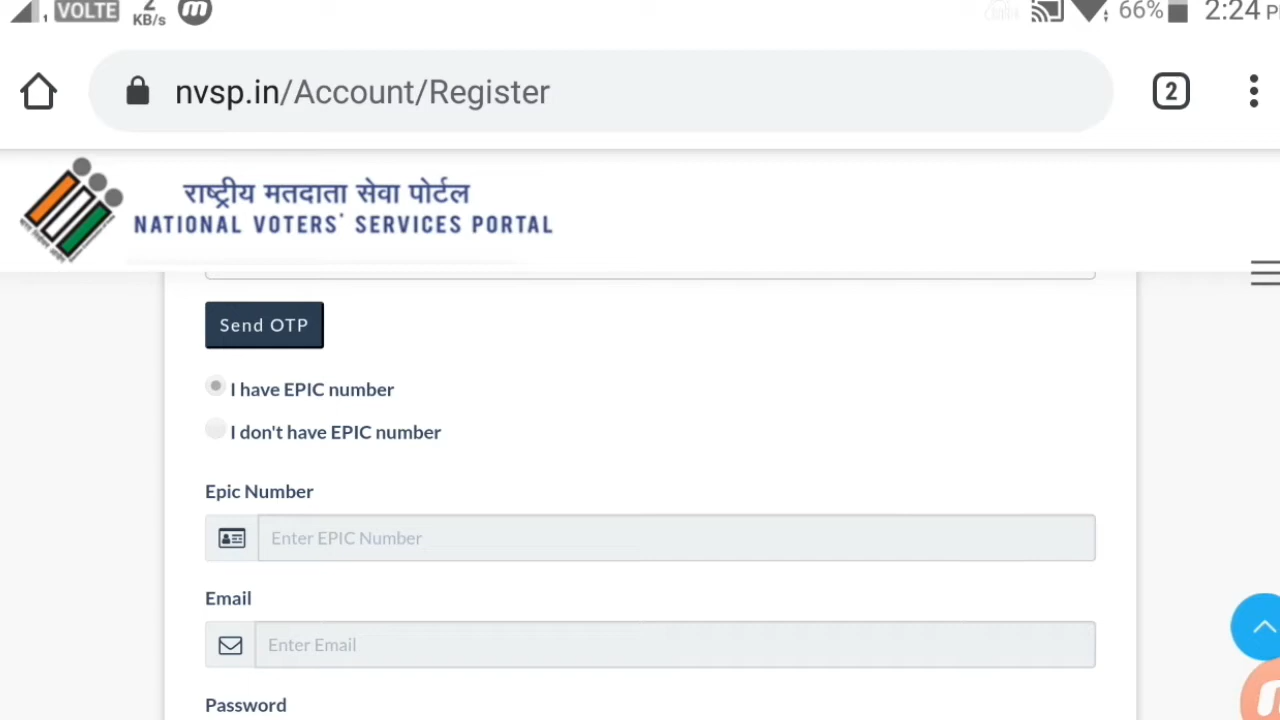 1 VOLTE 2 KB/s m 66% 2:24 P
nvsp.in/Account/Register 2
राष्ट्रीय मतदाता सेवा पोर्टल
NATIONAL VOTERS' SERVICES PORTAL
Send OTP
I have EPIC number
I don't have EPIC number
Epic Number
Enter EPIC Number
Email
Enter Email
Password